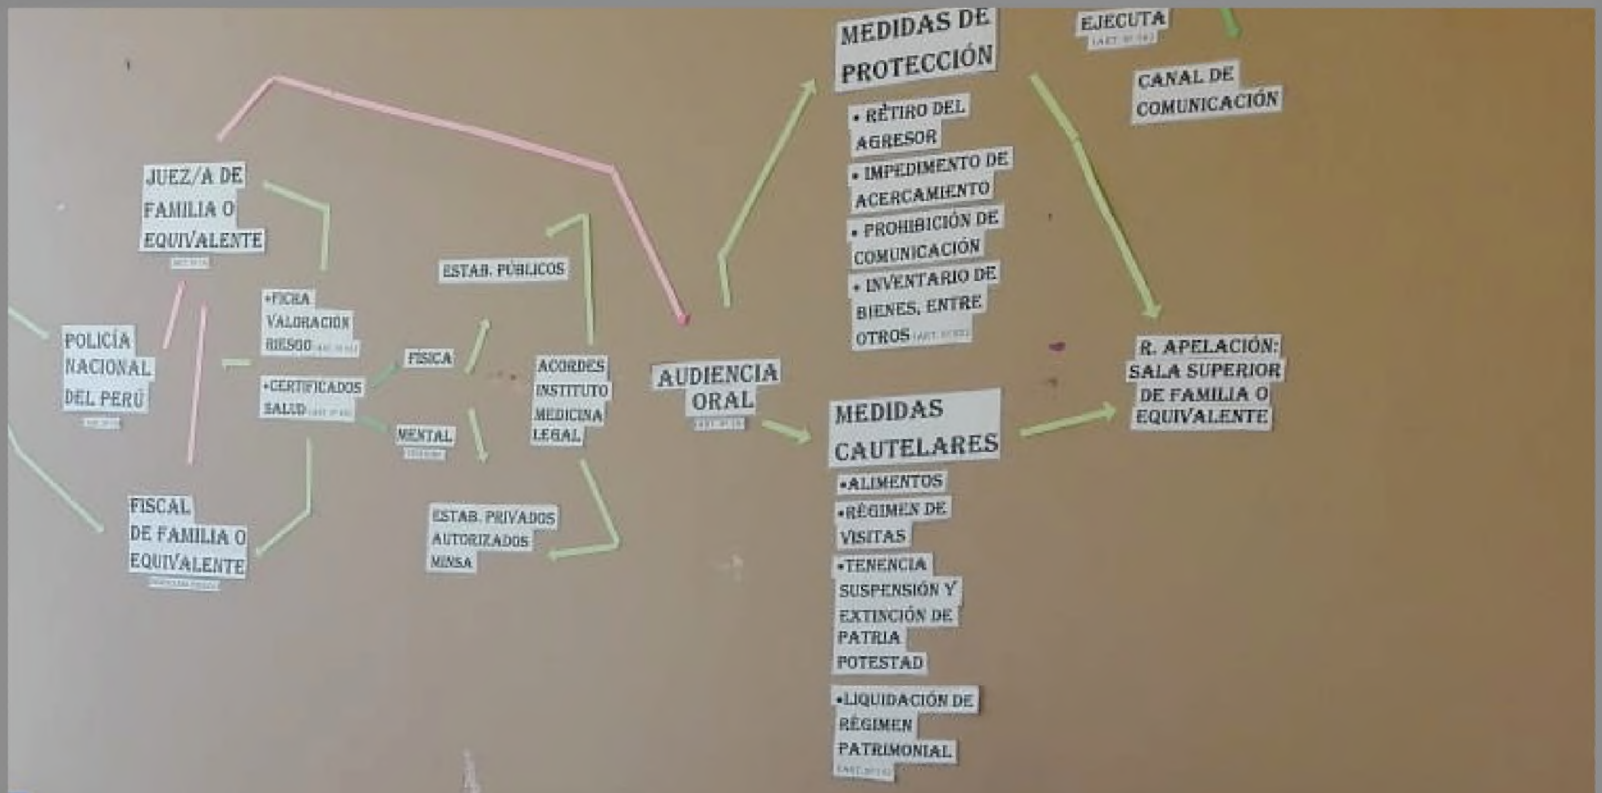 JUEZ/A DE
FAMILIA O
EQUIVALENTE
POLICÍA
NACIONAL
DEL PERÚ
FISCAL
DE FAMILIA O
EQUIVALENTE
•FICHA
VALORACIÓN
RIESGO
•CERTIFICADOS
SALUD
FÍSICA
MENTAL
ESTAB. PÚBLICOS
ESTAB. PRIVADOS
AUTORIZADOS
MINSA
ACORDES
INSTITUTO
MEDICINA
LEGAL
AUDIENCIA
ORAL
MEDIDAS DE
PROTECCIÓN
• RETIRO DEL
AGRESOR
• IMPEDIMENTO DE
ACERCAMIENTO
• PROHIBICIÓN DE
COMUNICACIÓN
• INVENTARIO DE
BIENES, ENTRE
OTROS
MEDIDAS
CAUTELARES
•ALIMENTOS
•RÉGIMEN DE
VISITAS
•TENENCIA
SUSPENSIÓN Y
EXTINCIÓN DE
PATRIA
POTESTAD
•LIQUIDACIÓN DE
RÉGIMEN
PATRIMONIAL
EJECUTA
CANAL DE
COMUNICACIÓN
R. APELACIÓN:
SALA SUPERIOR
DE FAMILIA O
EQUIVALENTE